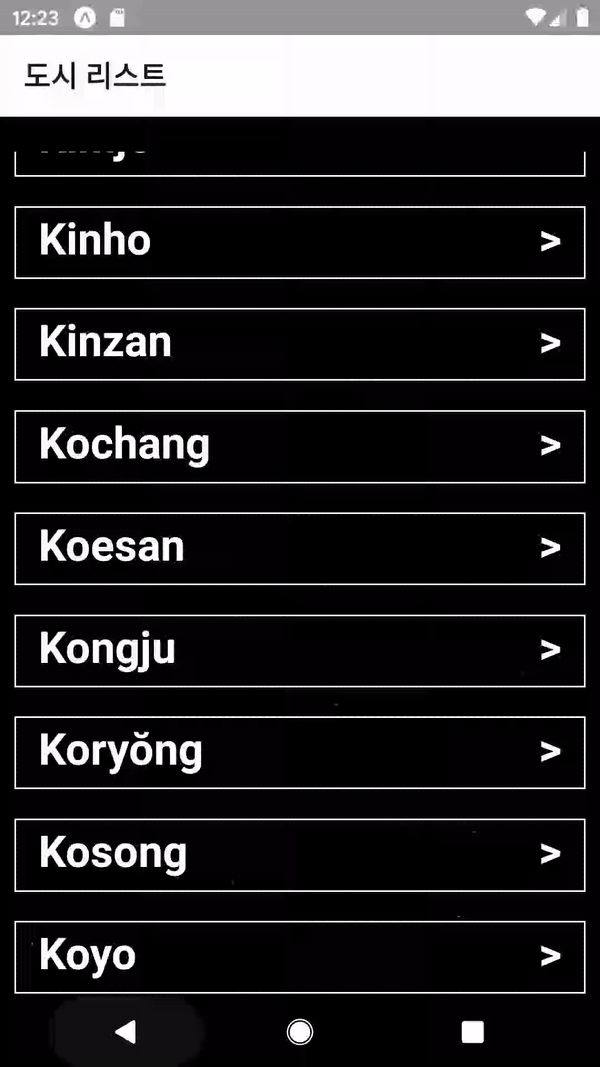 12:23
도시 리스트
Kinho >
Kinzan >
Kochang >
Koesan >
Kongju >
Koryŏng >
Kosong >
Koyo >